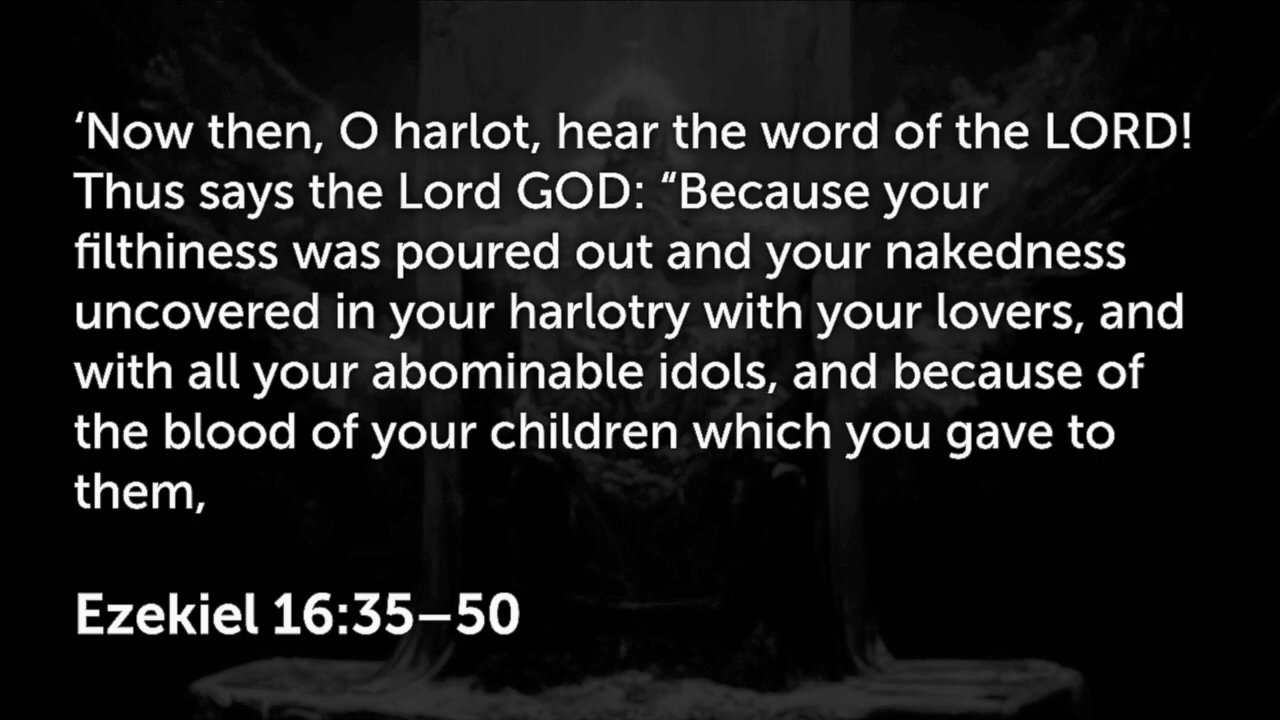 ‘Now then, O harlot, hear the word of the LORD!
Thus says the Lord GOD: “Because your
filthiness was poured out and your nakedness
uncovered in your harlotry with your lovers, and
with all your abominable idols, and because of
the blood of your children which you gave to
them,
Ezekiel 16:35–50